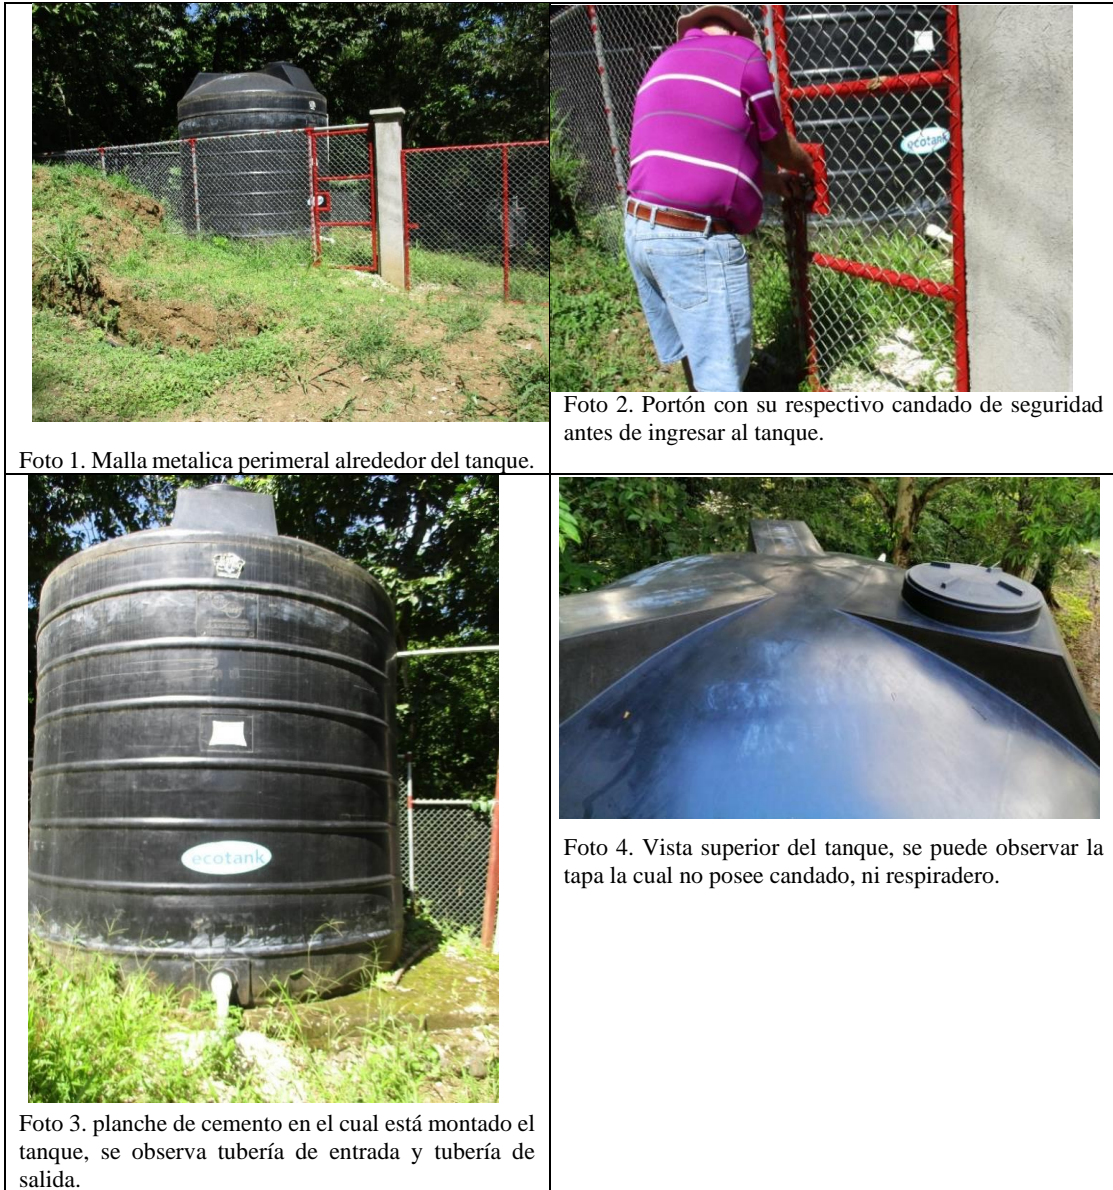 ecotank
Foto 1. Malla metalica perimeral alrededor del tanque.
Foto 2. Portón con su respectivo candado de seguridad
antes de ingresar al tanque.
ecotank
Foto 3. planche de cemento en el cual está montado el
tanque, se observa tubería de entrada y tubería de
salida.
Foto 4. Vista superior del tanque, se puede observar la
tapa la cual no posee candado, ni respiradero.